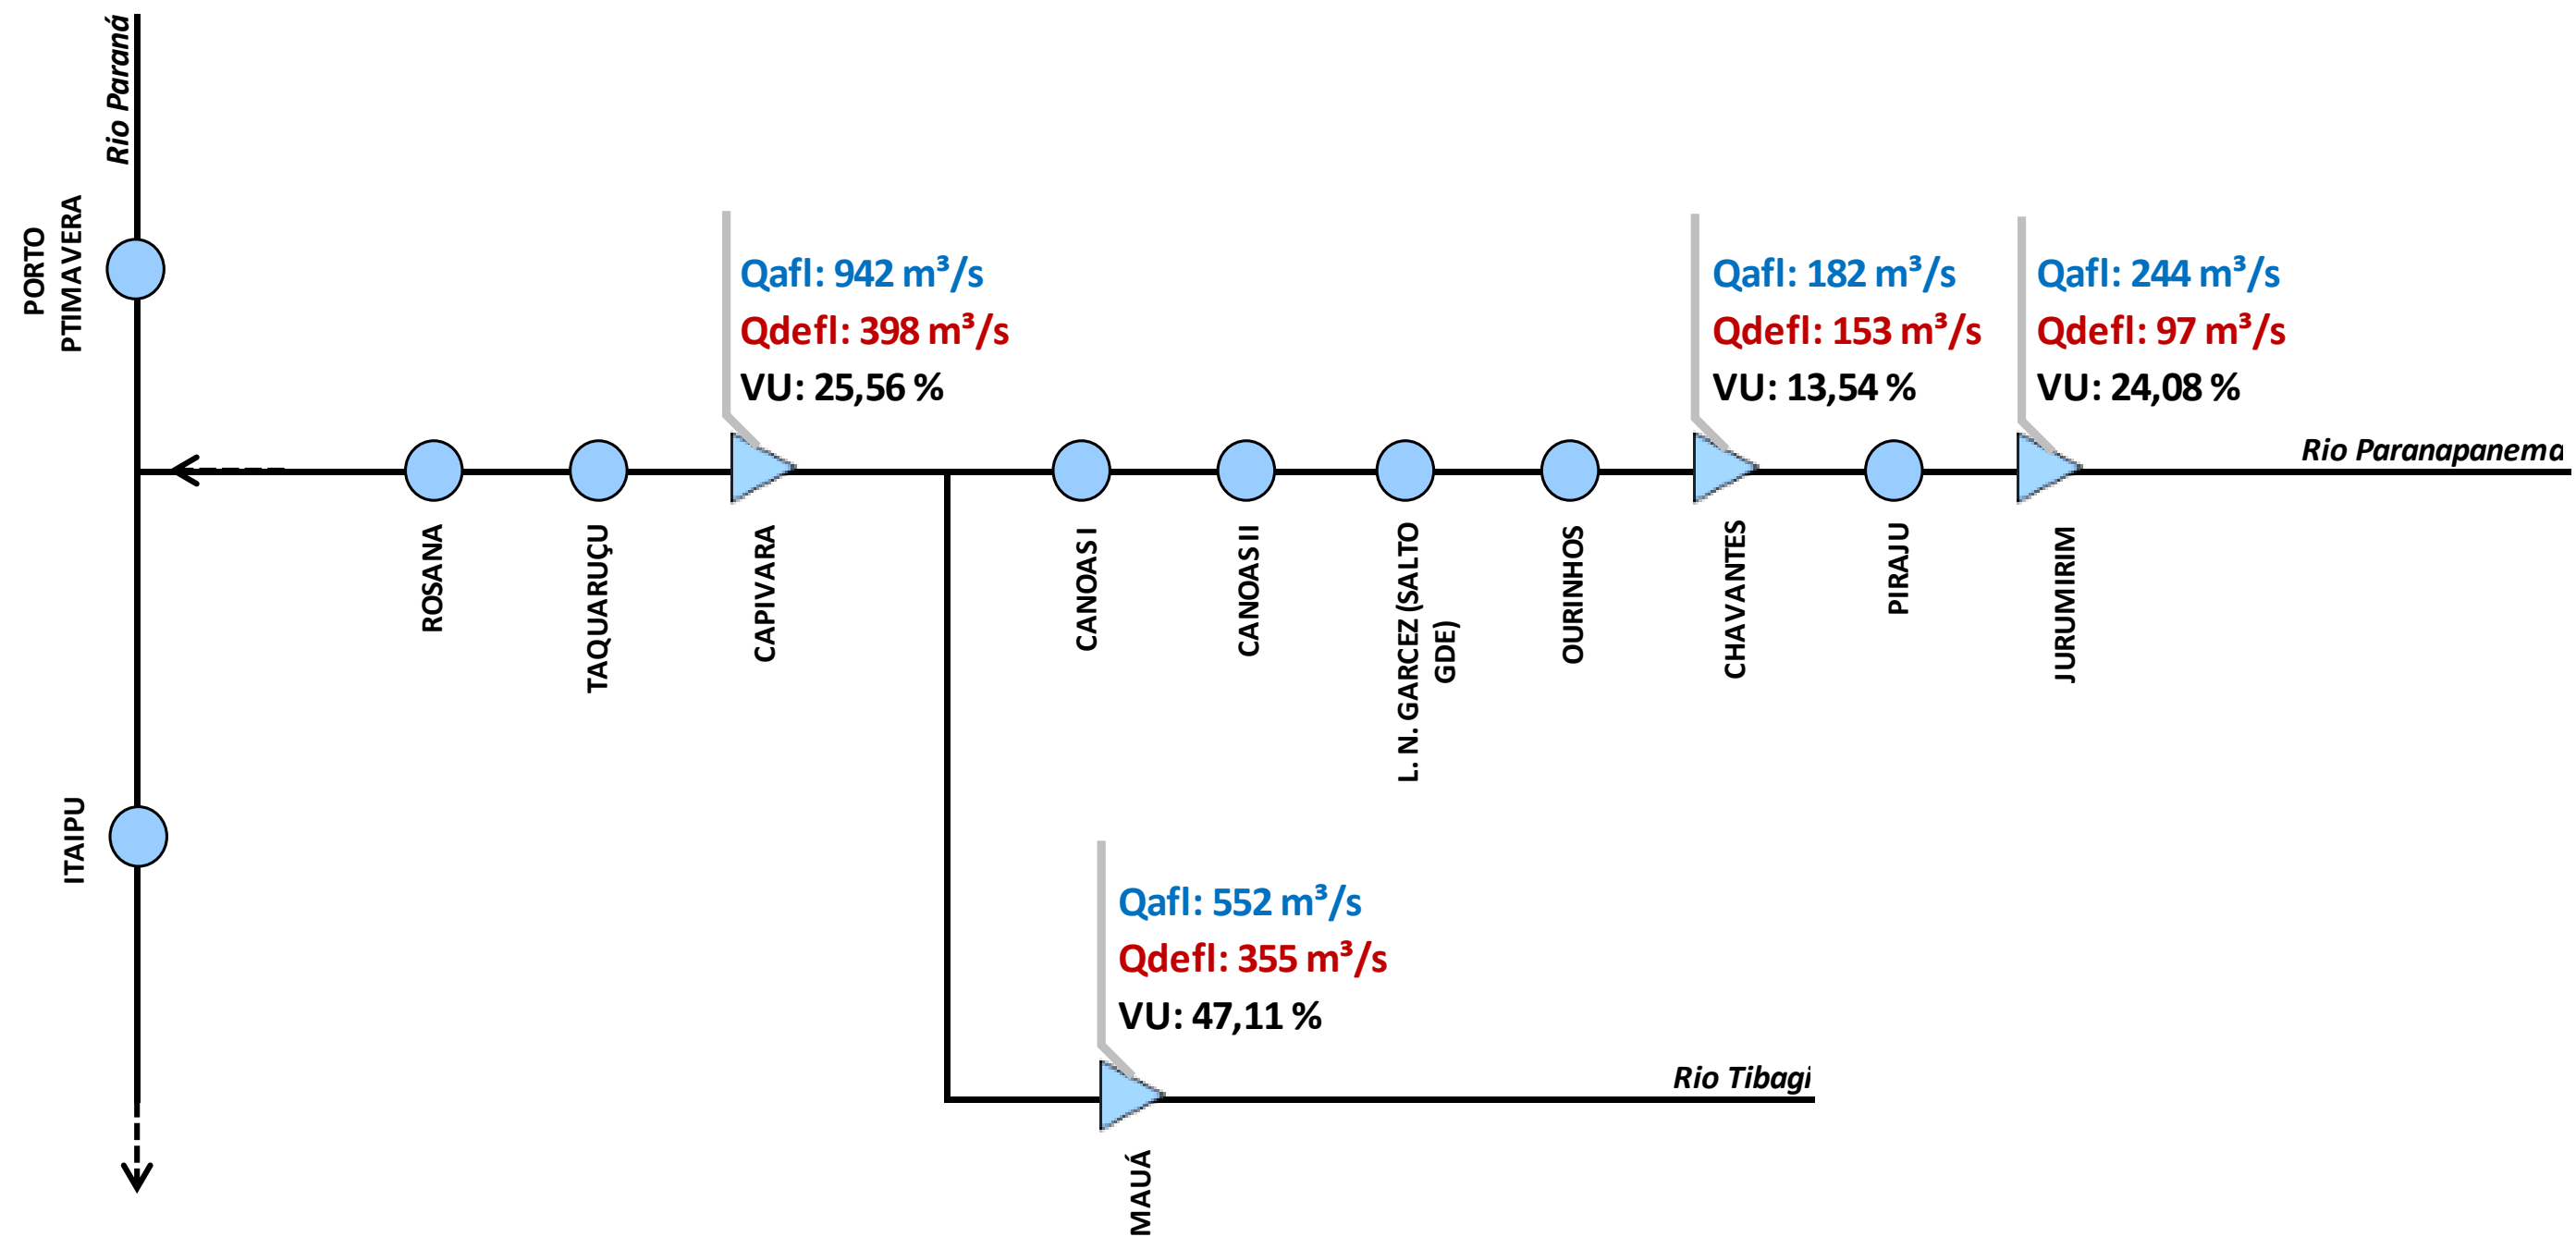 Rio Paraná
PORTO
PTIMAVERA
Qafl: 942 m³/s
Qdefl: 398 m³/s
VU: 25,56 %
Qafl: 182 m³/s
Qdefl: 153 m³/s
VU: 13,54 %
Qafl: 244 m³/s
Qdefl: 97 m³/s
VU: 24,08 %
Rio Paranapanema
ROSANA
TAQUARUÇU
CAPIVARA
CANOAS I
CANOAS II
L. N. GARCEZ (SALTO
GDE)
OURINHOS
CHAVANTES
PIRAJU
JURUMIRIM
ITAIPU
Qafl: 552 m³/s
Qdefl: 355 m³/s
VU: 47,11 %
Rio Tibagi
MAUÁ